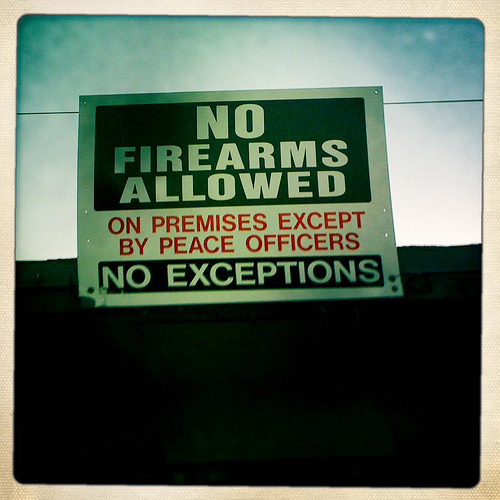 NO
FIREARMS
ALLOWED
ON PREMISES EXCEPT
BY PEACE OFFICERS
NO EXCEPTIONS